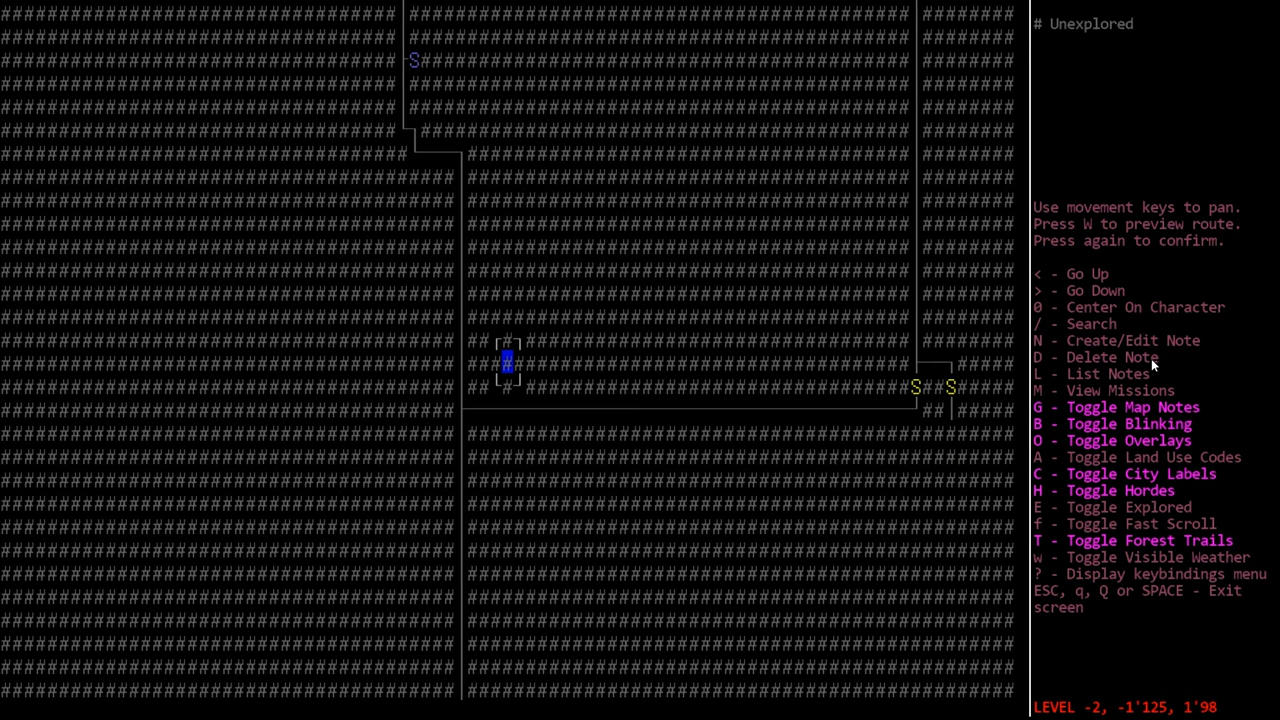 # Unexplored
S
Use movement keys to pan.
Press W to preview route.
Press again to confirm.
< - Go Up
> - Go Down
0 - Center On Character
/ - Search
N - Create/Edit Note
D - Delete Note
L - List Notes
S S
M - View Missions
G - Toggle Map Notes
B - Toggle Blinking
O - Toggle Overlays
A - Toggle Land Use Codes
C - Toggle City Labels
H - Toggle Hordes
E - Toggle Explored
f - Toggle Fast Scroll
T - Toggle Forest Trails
w - Toggle Visible Weather
? - Display keybindings menu
ESC, q, Q or SPACE - Exit
screen
LEVEL -2, -1'125, 1'98